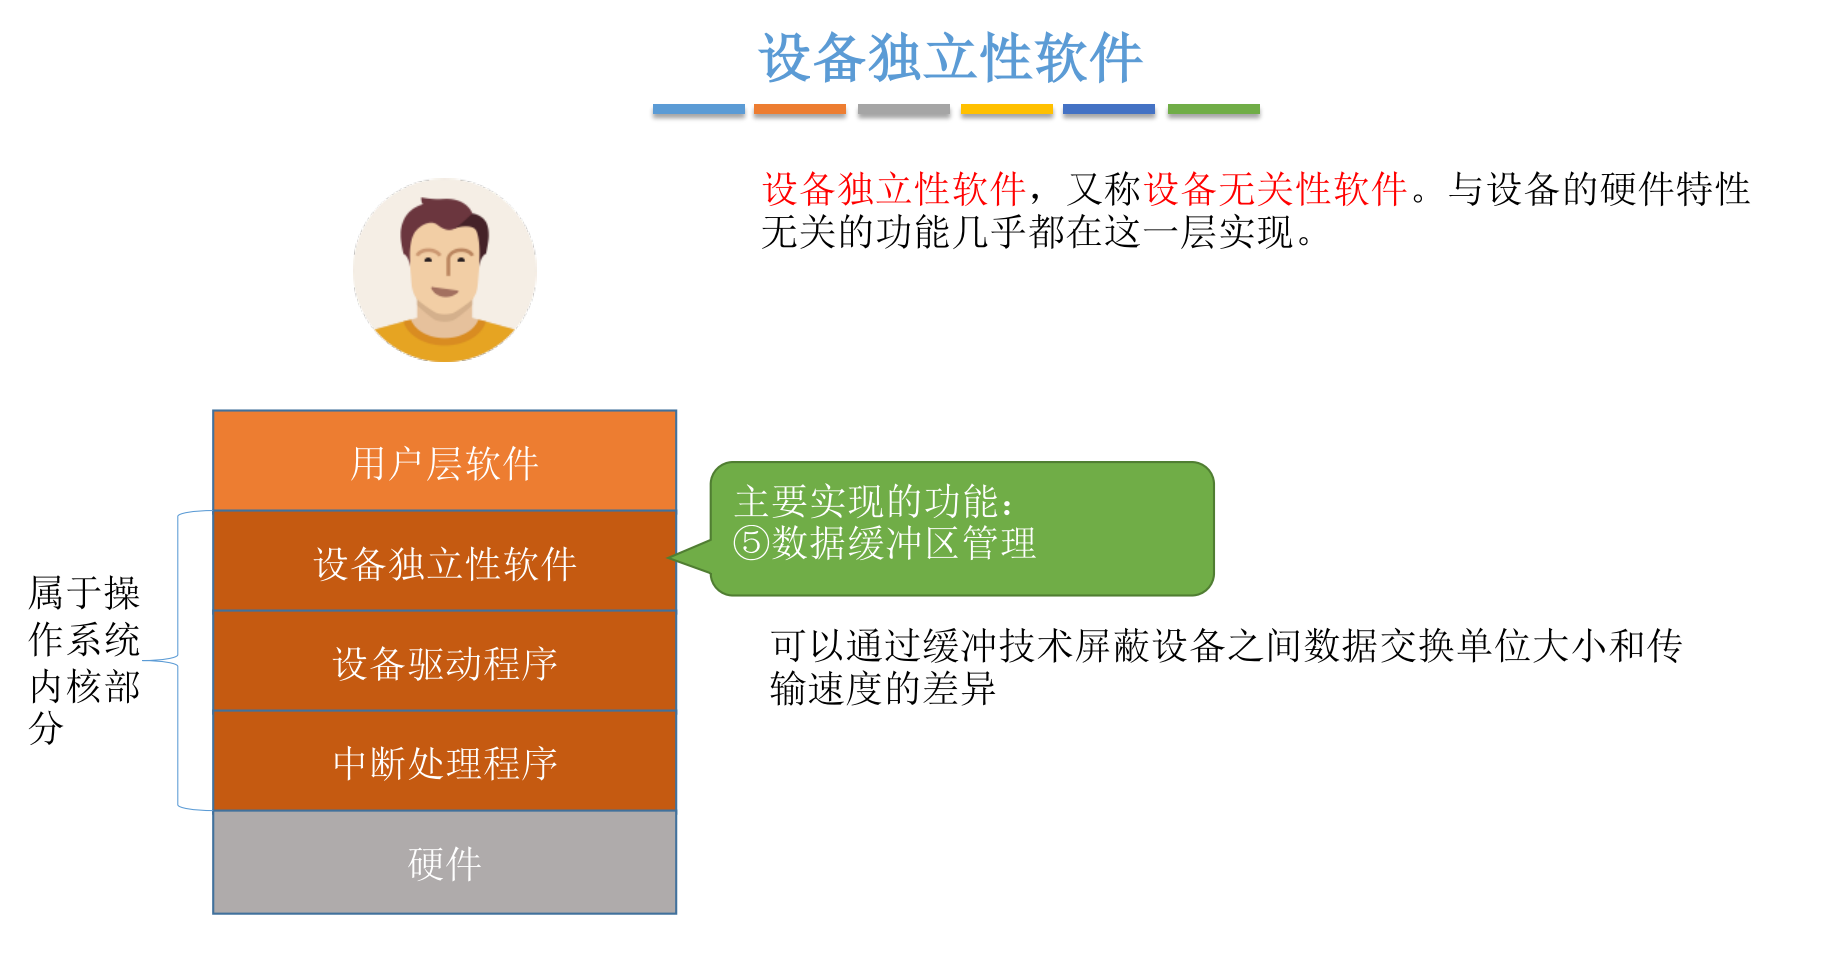 设备独立性软件
设备独立性软件，又称设备无关性软件。与设备的硬件特性
无关的功能几乎都在这一层实现。
用户层软件
设备独立性软件
设备驱动程序
中断处理程序
硬件
属于操
作系统
内核部
分
主要实现的功能：
⑤数据缓冲区管理
可以通过缓冲技术屏蔽设备之间数据交换单位大小和传
输速度的差异